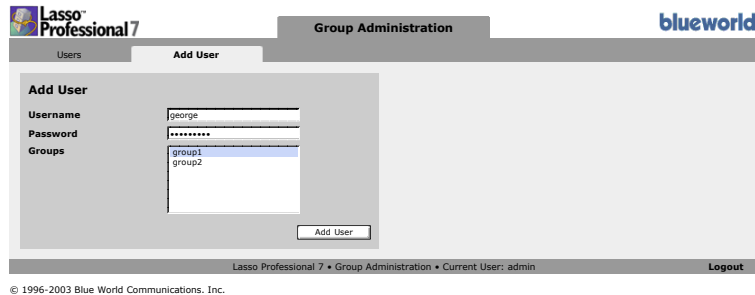 Lasso™
Professional 7
Group Administration
blueworld
Users
Add User
Add User
Username
george
Password
•••••••••
Groups
group1
group2
Add User
Lasso Professional 7 • Group Administration • Current User: admin
Logout
© 1996-2003 Blue World Communications. Inc.